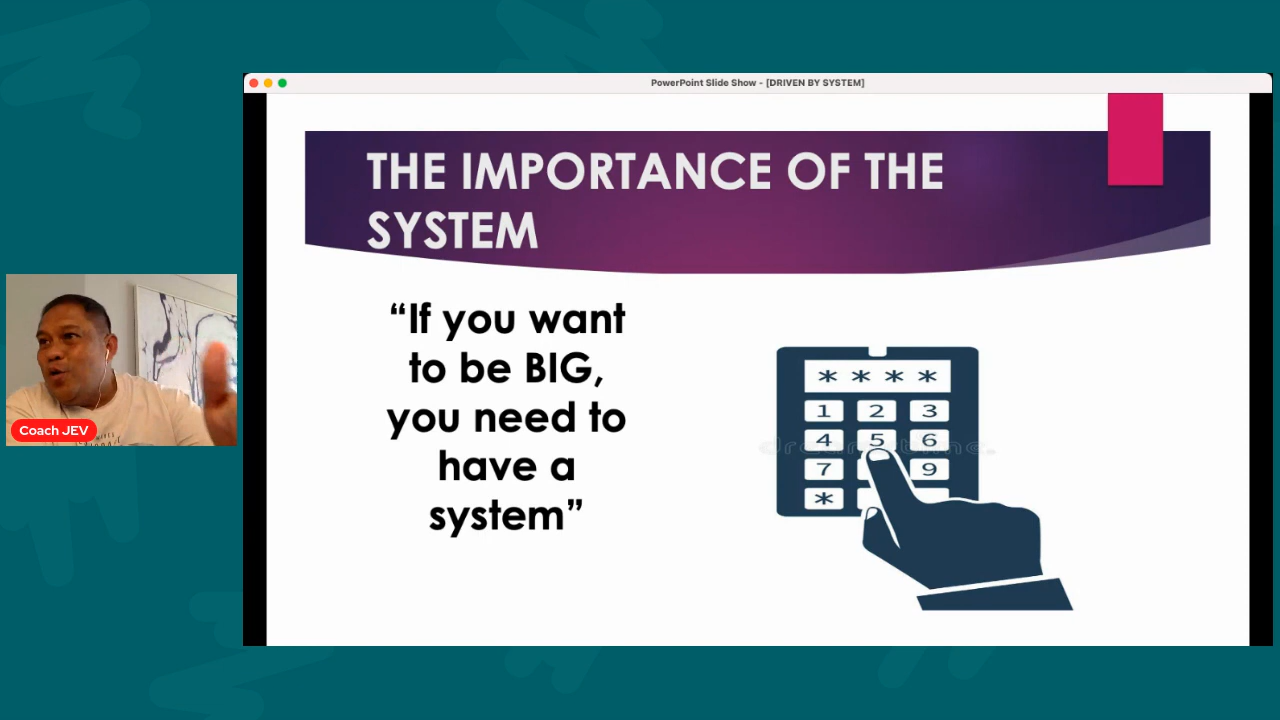 PowerPoint Slide Show - [DRIVEN BY SYSTEM]
THE IMPORTANCE OF THE
SYSTEM
“If you want
to be BIG,
you need to
have a
system”
* * * *
1 2 3
4 5 6
7 9
*
dreamstime.
Coach JEV